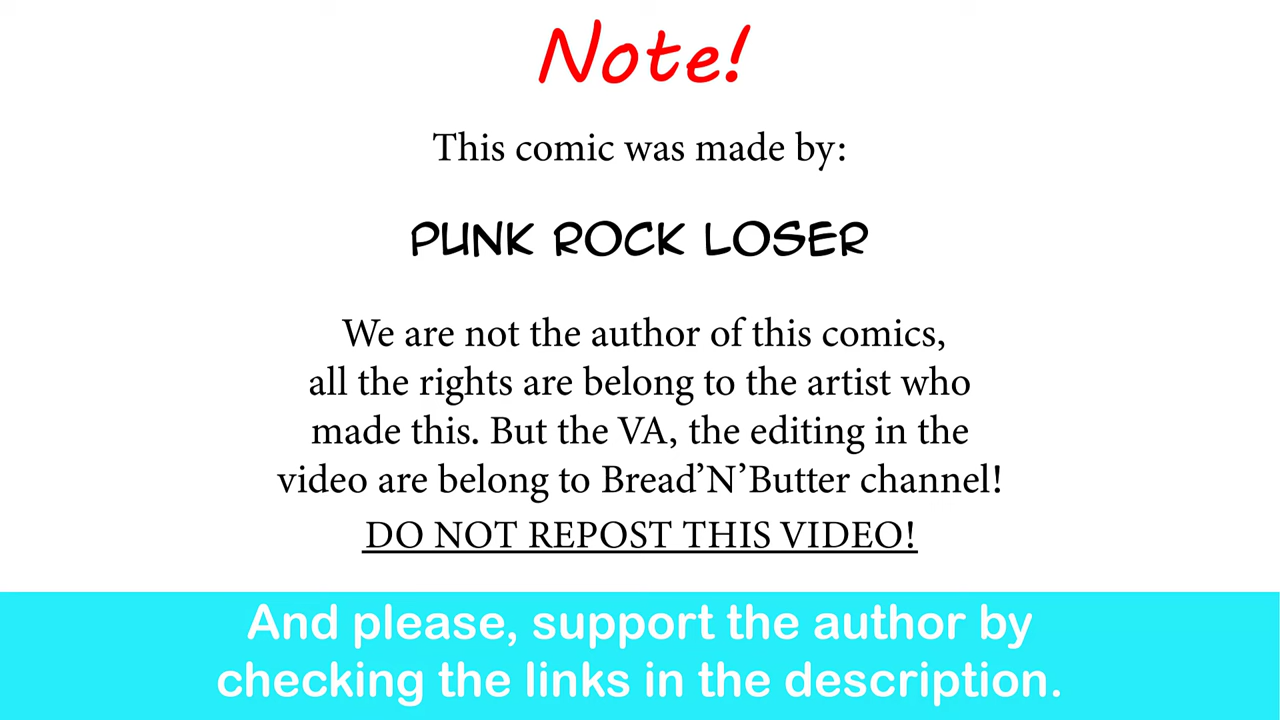 Note!
This comic was made by:
PUNK ROCK LOSER
We are not the author of this comics,
all the rights are belong to the artist who
made this. But the VA, the editing in the
video are belong to Bread’N’Butter channel!
DO NOT REPOST THIS VIDEO!
And please, support the author by
checking the links in the description.